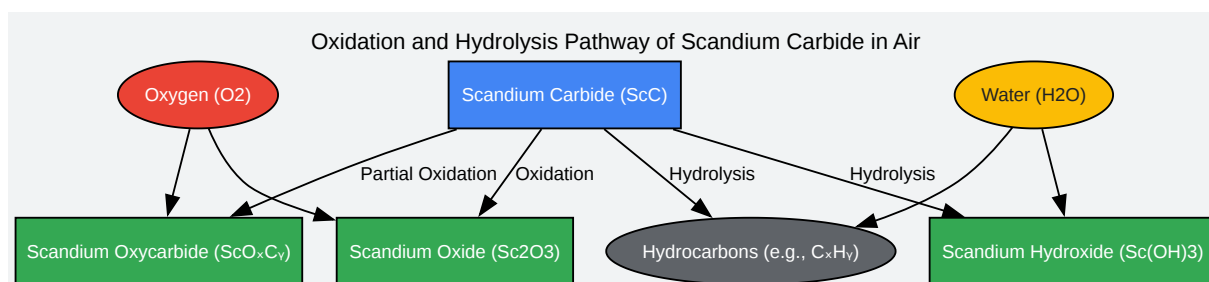 Oxidation and Hydrolysis Pathway of Scandium Carbide in Air
Oxygen (O2)
Scandium Carbide (ScC)
Water (H2O)
Partial Oxidation
Oxidation
Hydrolysis
Hydrolysis
Scandium Oxycarbide (ScOₓCᵧ)
Scandium Oxide (Sc2O3)
Hydrocarbons (e.g., CₓHᵧ)
Scandium Hydroxide (Sc(OH)3)